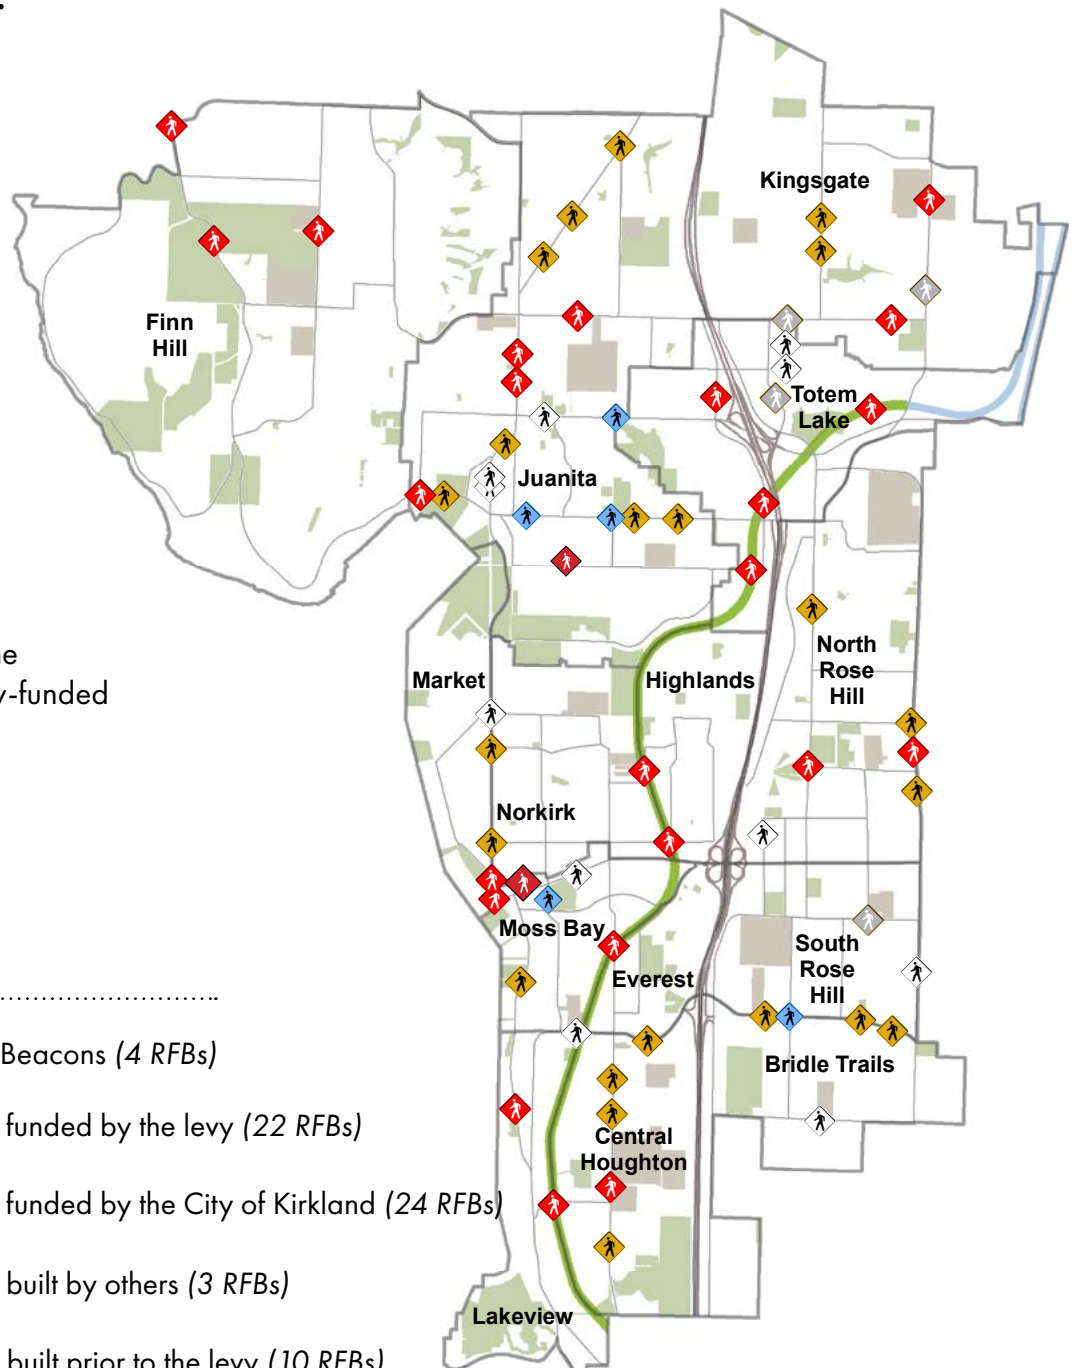 Kingsgate
Finn
Hill
Totem
Lake
Juanita
North
Rose
Hill
ne
y-funded
Market
Highlands
Norkirk
Moss Bay
Everest
South
Rose
Hill
Beacons (4 RFBs)
Bridle Trails
funded by the levy (22 RFBs)
Central
Houghton
funded by the City of Kirkland (24 RFBs)
built by others (3 RFBs)
Lakeview
built prior to the levy (10 RFBs)